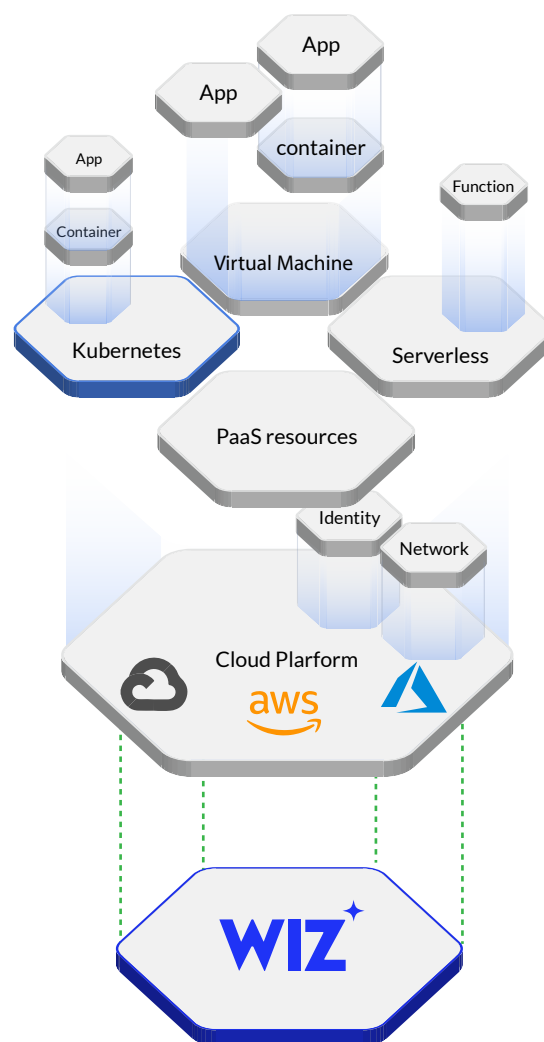 App
App
container
App
Container
Function
Virtual Machine
Kubernetes
Serverless
PaaS resources
Identity
Network
Cloud Plarform
aws
WIZ